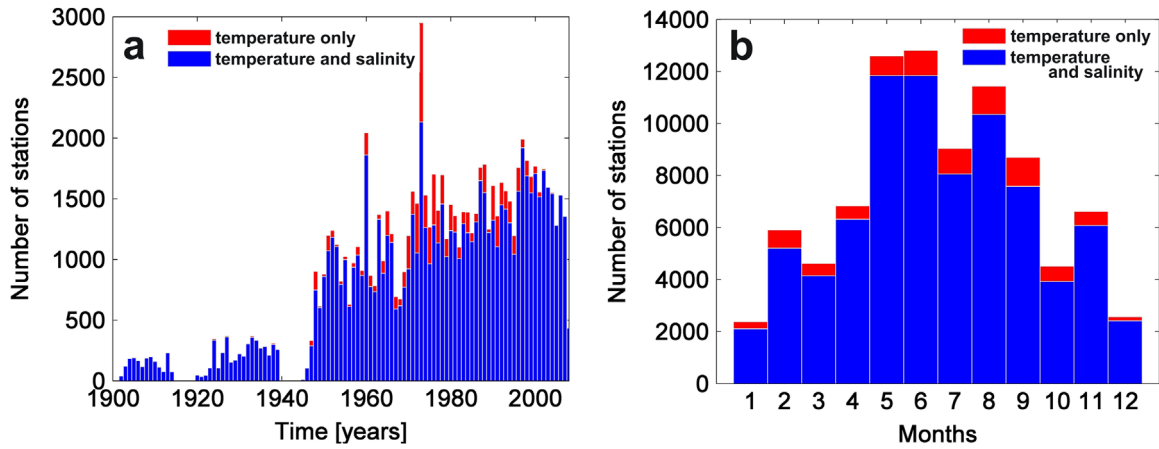 a
temperature only
temperature and salinity
Number of stations
3000
2500
2000
1500
1000
500
0
1900 1920 1940 1960 1980 2000
Time [years]
b
temperature only
temperature
and salinity
Number of stations
14000
12000
10000
8000
6000
4000
2000
0
1 2 3 4 5 6 7 8 9 10 11 12
Months